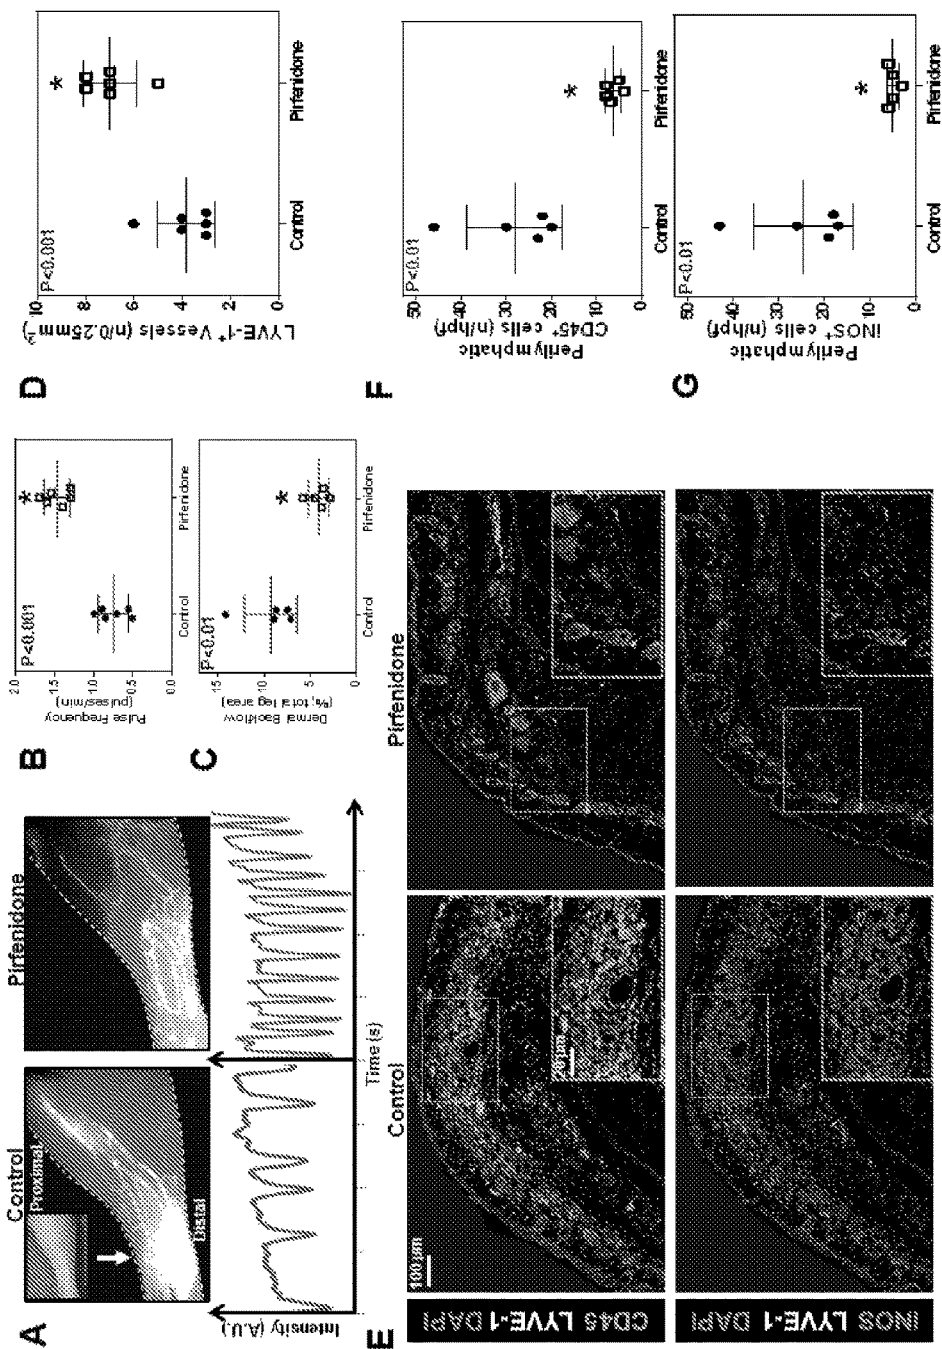 A
Control
Pirfenidone
Proximal
Distal
Intensity (A.U.)
Time (s)
B
P<0.001
*
2.0
1.5
1.0
0.5
0.0
Pulse Frequency
(pulses/min)
Control
Pirfenidone
C
P<0.01
*
15
10
5
0
Dermal Backflow
(%; total leg area)
Control
Pirfenidone
D
P<0.001
*
10
8
6
4
2
0
LYVE-1⁺ Vessels (n/0.25mm²)
Control
Pirfenidone
E
Control
Pirfenidone
100µm
CD45 LYVE-1 DAPI
iNOS LYVE-1 DAPI
F
P<0.01
*
50
40
30
20
10
0
Perilymphatic
CD45⁺ cells (n/hpf)
Control
Pirfenidone
G
P<0.01
*
50
40
30
20
10
0
Perilymphatic
iNOS⁺ cells (n/hpf)
Control
Pirfenidone